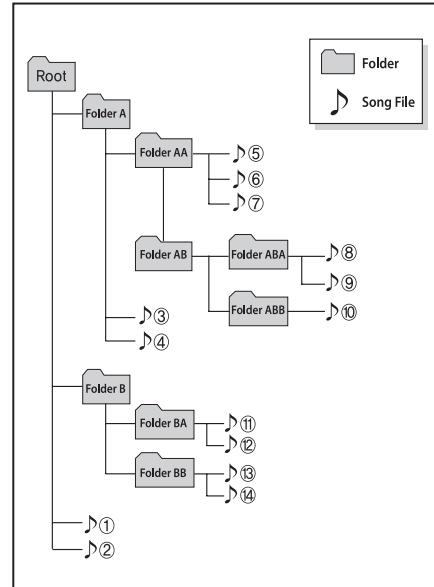 Root
Folder
Song File
Folder A
Folder AA
⑤
⑥
⑦
Folder AB
Folder ABA
⑧
⑨
Folder ABB
⑩
③
④
Folder B
Folder BA
⑪
⑫
Folder BB
⑬
⑭
①
②